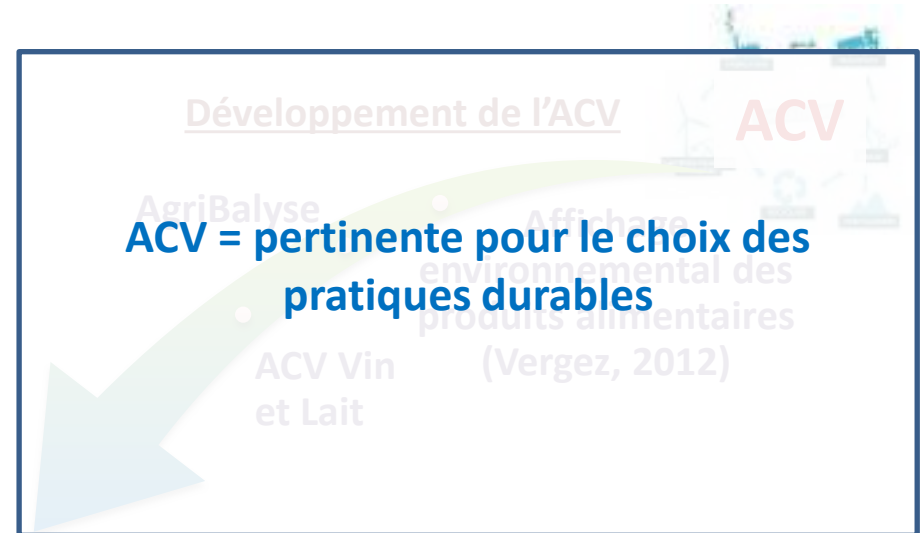 Développement de l'ACV
ACV
AgriBalyse
Affichage
environnemental des
produits alimentaires
(Vergez, 2012)
ACV Vin
et Lait
ACV = pertinente pour le choix des
pratiques durables